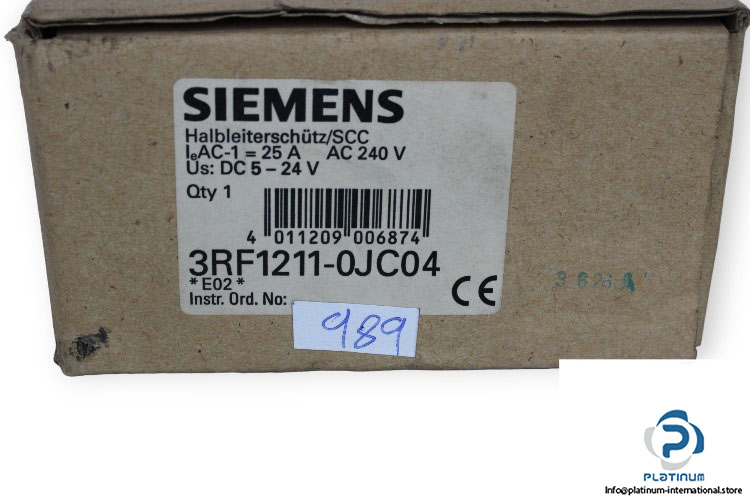 SIEMENS
Halbleiterschütz/SCC
IeAC-1 = 25 A AC 240 V
Us: DC 5 – 24 V
Qty 1
4 011209 006874
3RF1211-0JC04
* E02 *
Instr. Ord. No:
CE
989
PLATINUM
Info@platinum-international.store